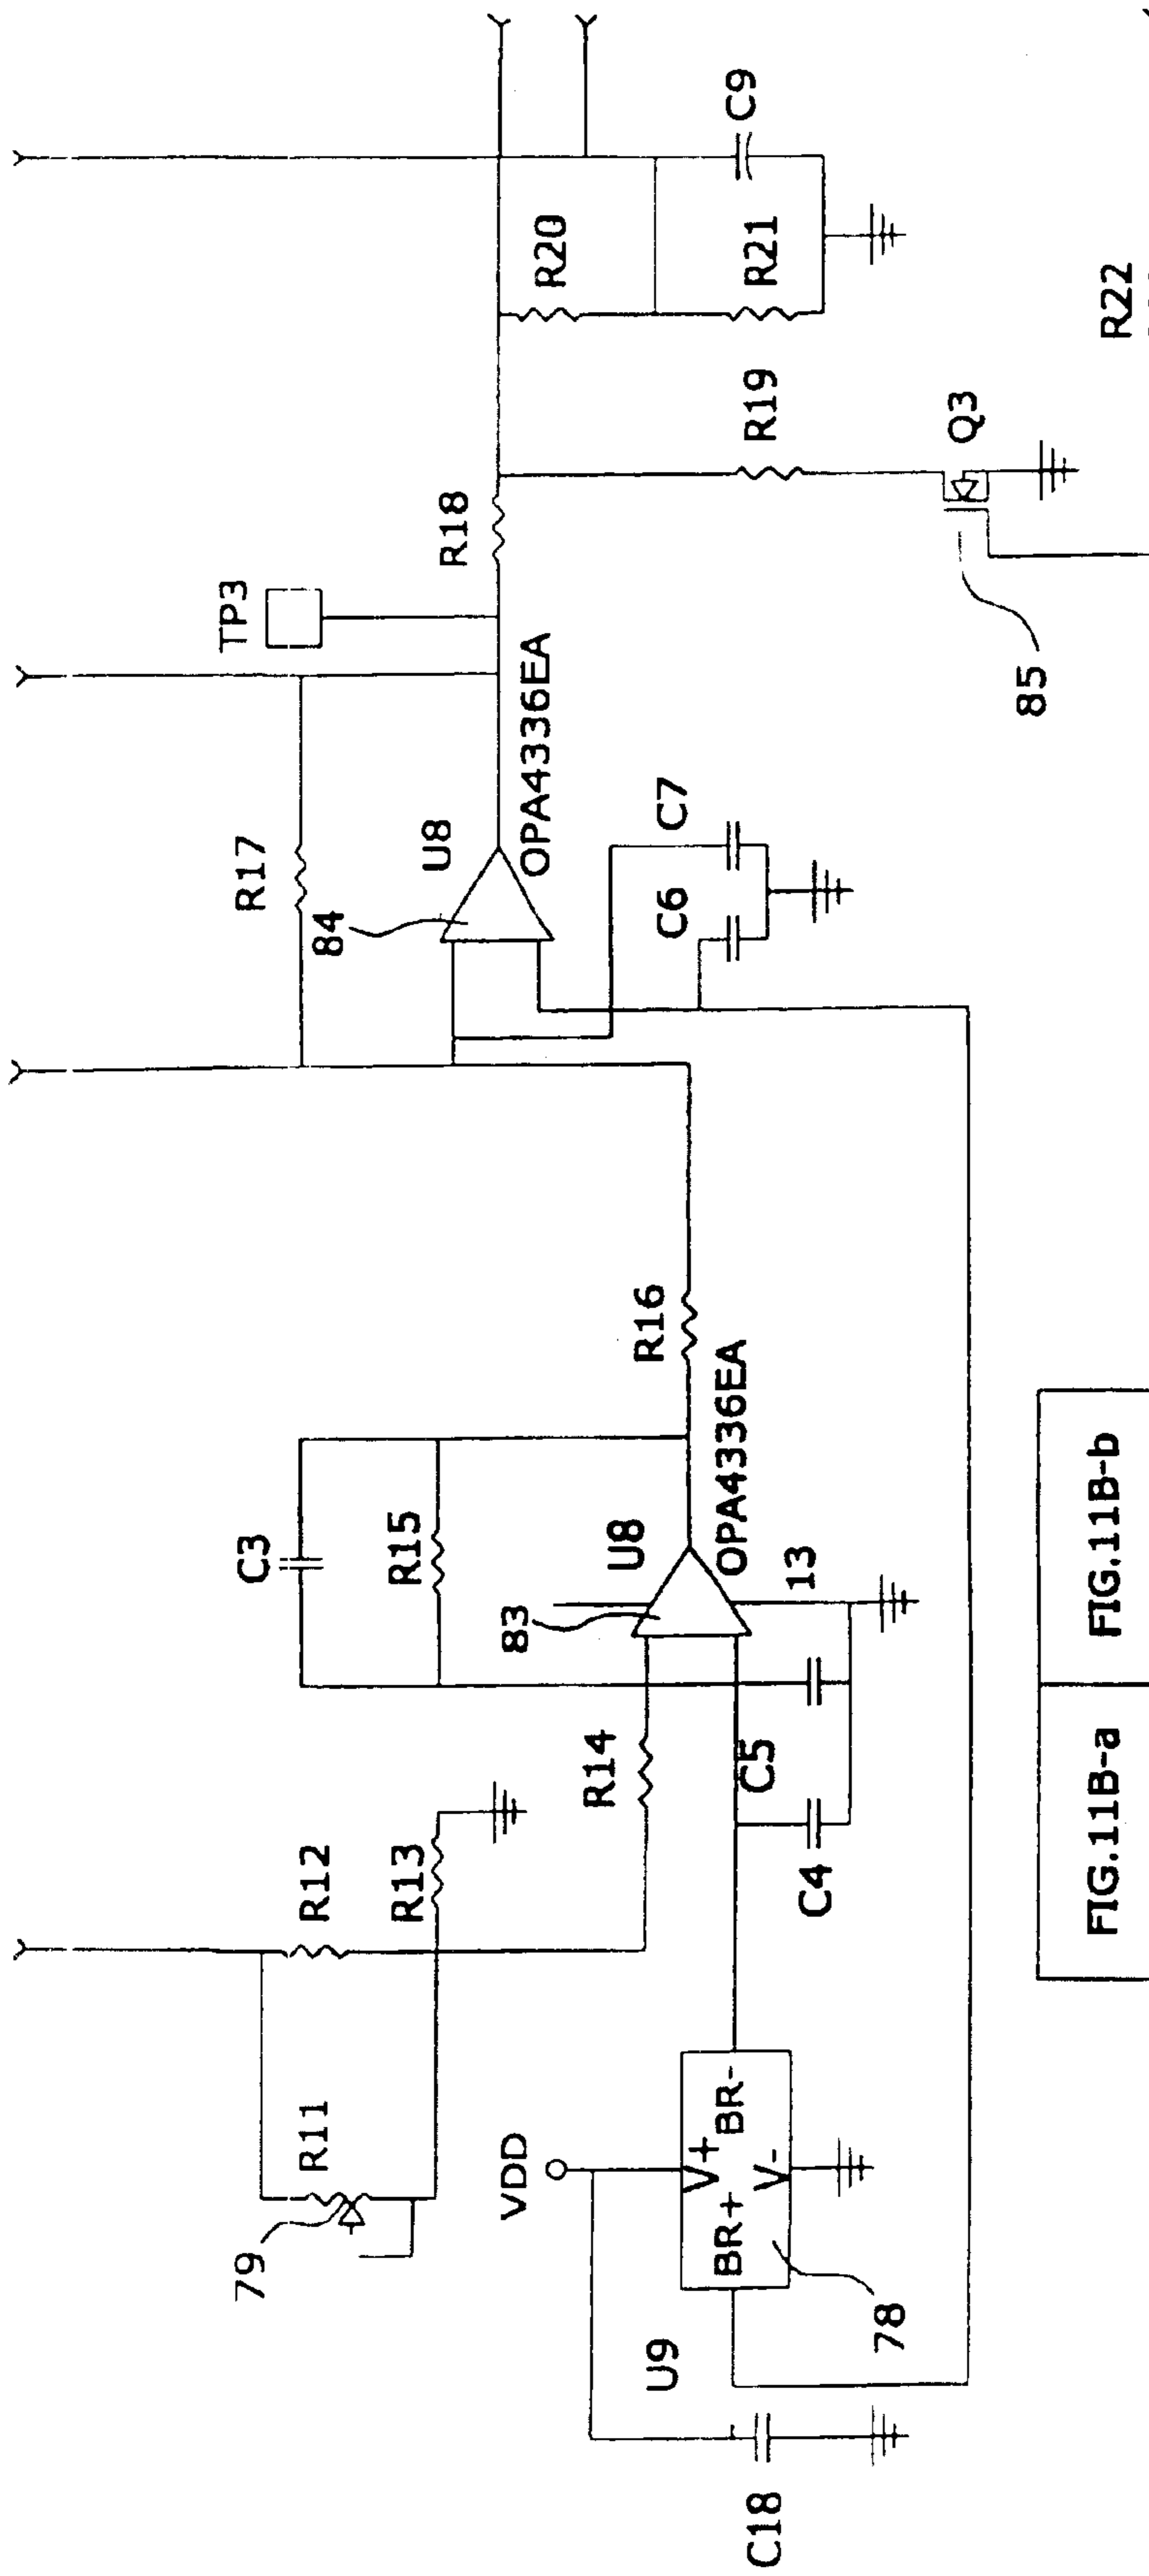 79
R11
R12
R13
VDD
U9
C18
V+
BR+
BR-
V-
78
C3
R15
R14
83
U8
OPA4336EA
13
C5
C4
R16
R17
84
U8
OPA4336EA
C6
C7
TP3
R18
R20
R21
C9
R19
Q3
85
R22
FIG.11B-a
FIG.11B-b